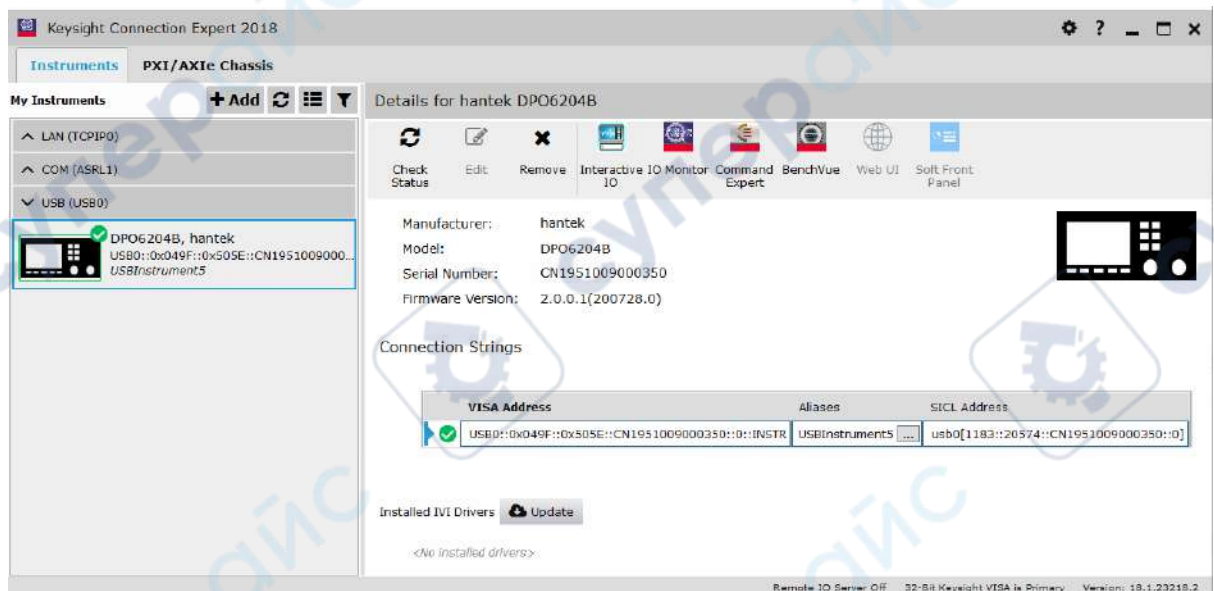 Keysight Connection Expert 2018
?
Instruments PXI/AXIe Chassis
My Instruments
+ Add
Details for hantek DPO6204B
LAN (TCPIP0)
COM (ASRL1)
USB (USB0)
DPO6204B, hantek
USB0::0x049F::0x505E::CN1951009000...
USBInstrument5
Check Status
Edit
Remove
Interactive IO
IO Monitor
Command Expert
BenchVue
Web UI
Soft Front Panel
Manufacturer: hantek
Model: DPO6204B
Serial Number: CN1951009000350
Firmware Version: 2.0.0.1(200728.0)
Connection Strings
VISA Address Aliases SICL Address
USB0::0x049F::0x505E::CN1951009000350::0::INSTR USBInstrument5 ... usb0[1183::20574::CN1951009000350::0]
Installed IVI Drivers Update
<No installed drivers>
Remote IO Server Off 32-Bit Keysight VISA is Primary Version: 18.1.23218.2
суперайс